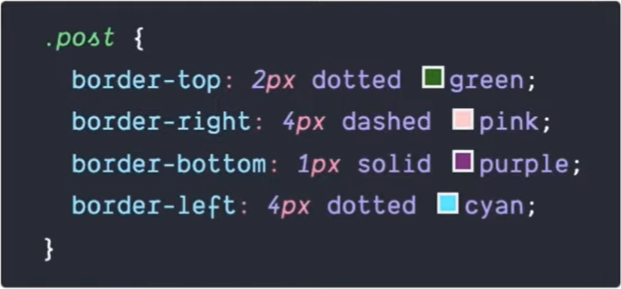 .post {
border-top: 2px dotted green;
border-right: 4px dashed pink;
border-bottom: 1px solid purple;
border-left: 4px dotted cyan;
}